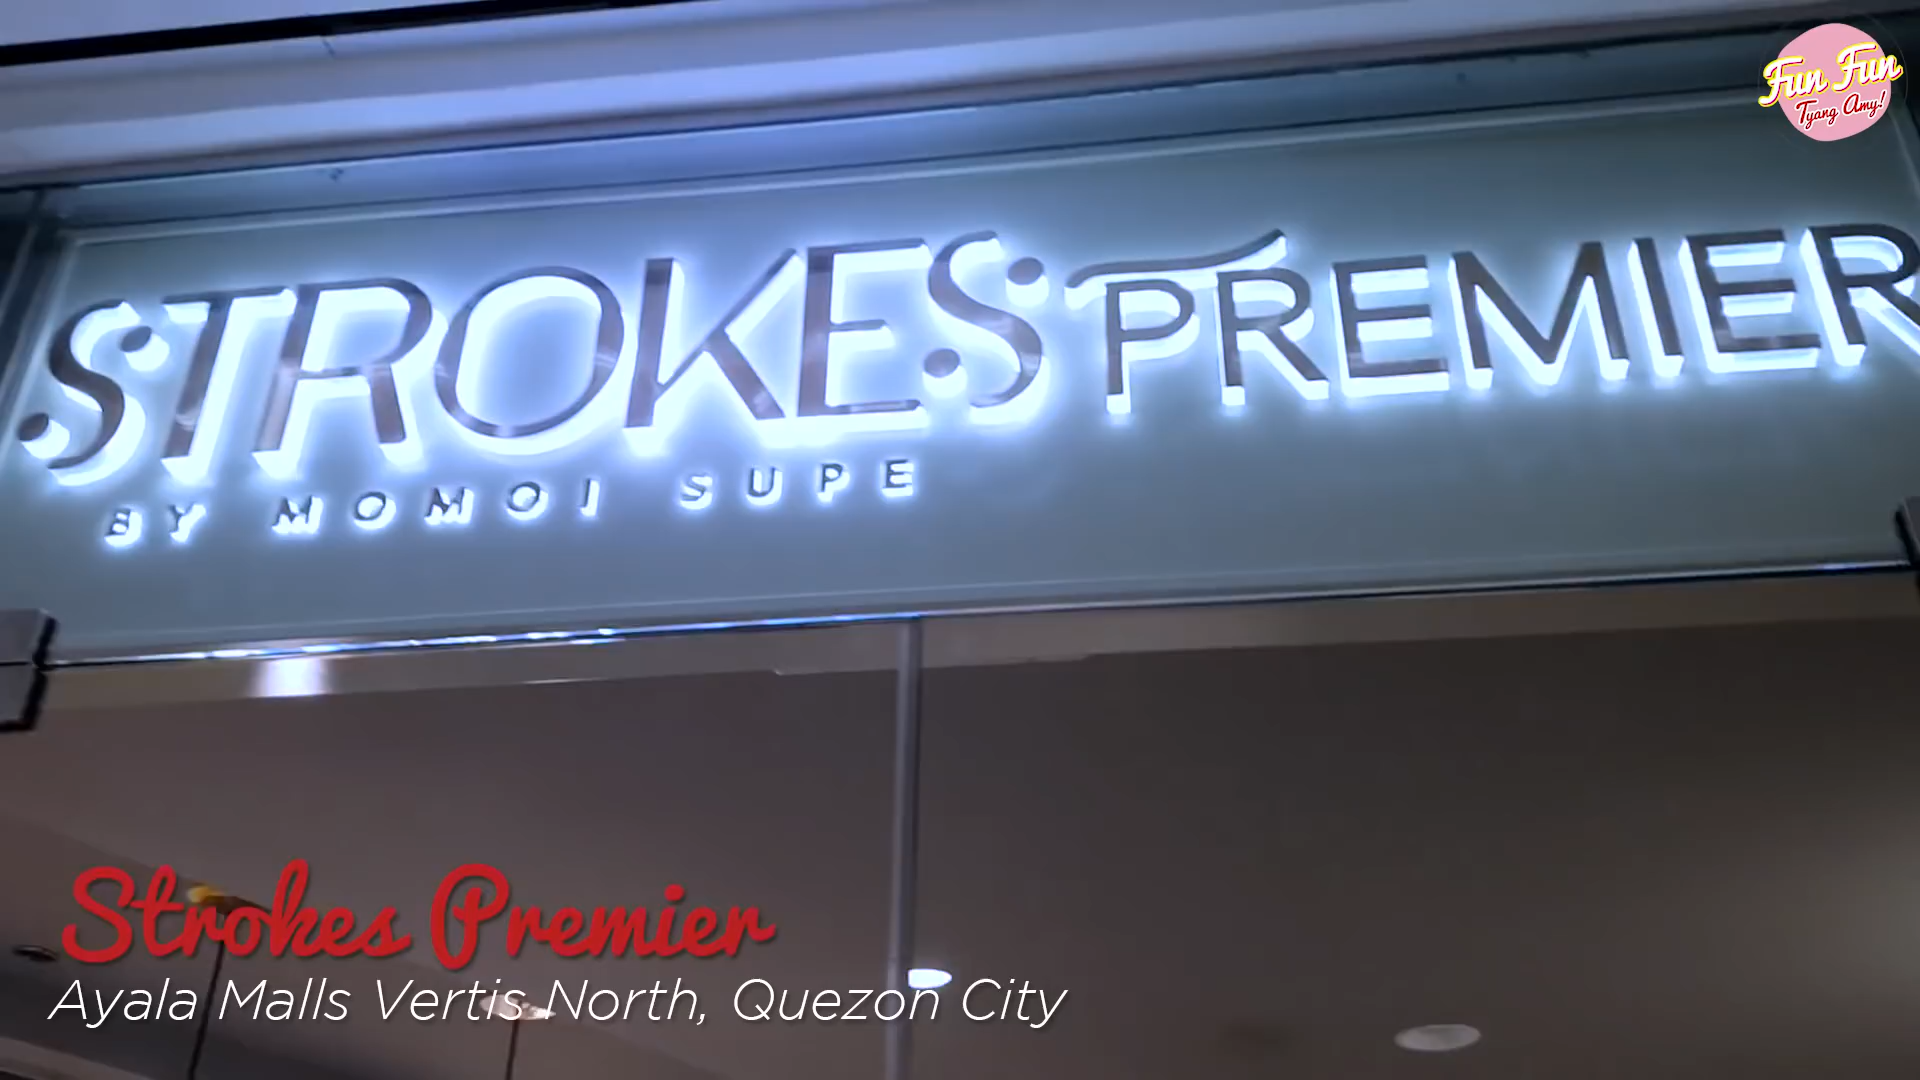 Fun Fun
Tyang Amy!
STROKES PREMIER
BY MOMOI SUPE
Strokes Premier
Ayala Malls Vertis North, Quezon City